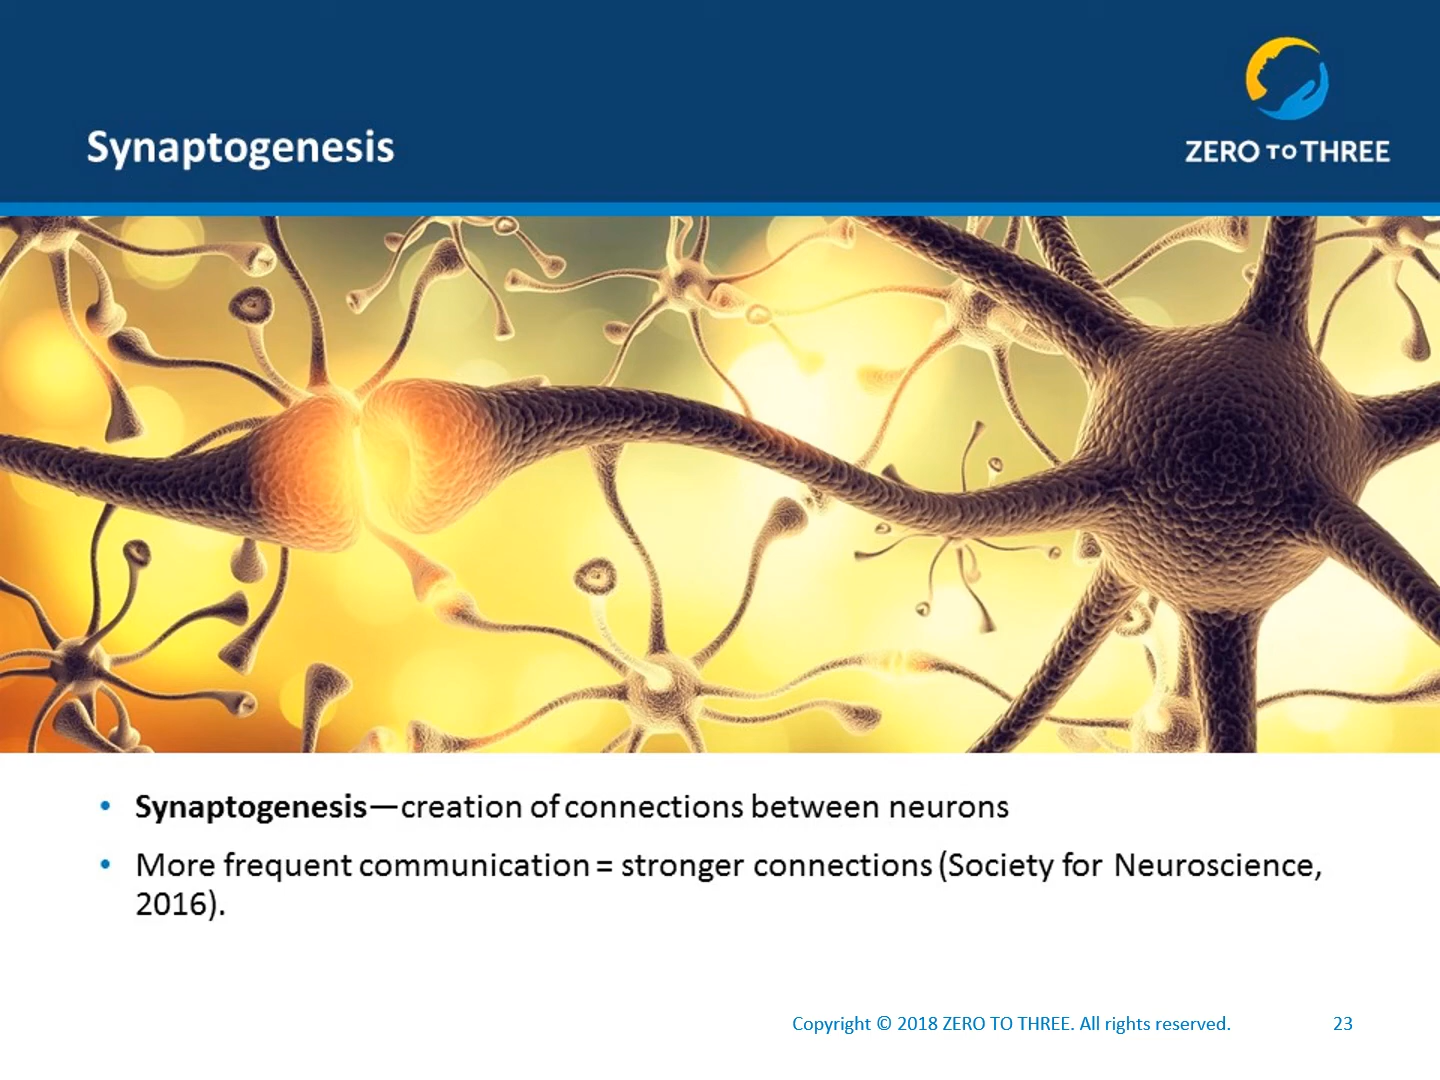 Synaptogenesis
ZERO TO THREE
• Synaptogenesis—creation of connections between neurons
• More frequent communication = stronger connections (Society for Neuroscience,
2016).
Copyright © 2018 ZERO TO THREE. All rights reserved. 23